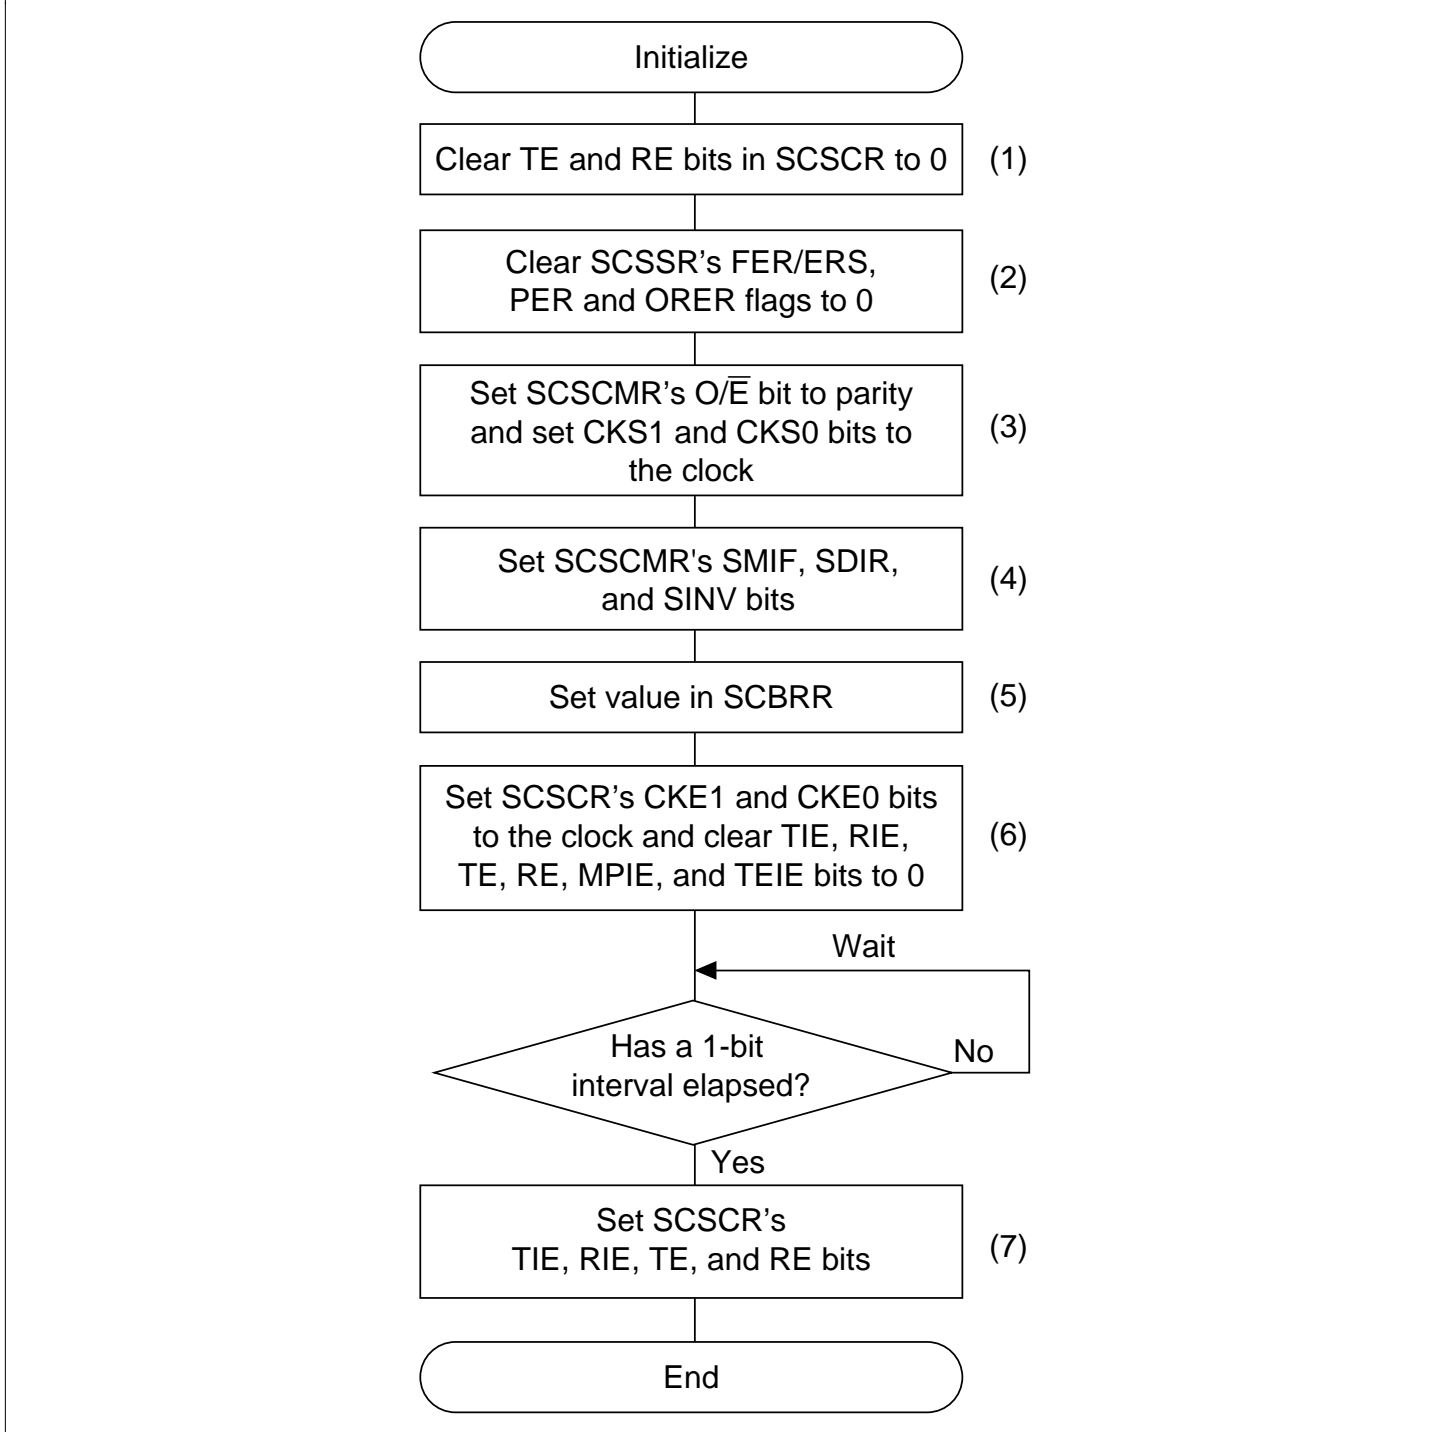 Initialize
Clear TE and RE bits in SCSCR to 0
(1)
Clear SCSSR’s FER/ERS,
PER and ORER flags to 0
(2)
Set SCSCMR’s O/E̅ bit to parity
and set CKS1 and CKS0 bits to
the clock
(3)
Set SCSCMR's SMIF, SDIR,
and SINV bits
(4)
Set value in SCBRR
(5)
Set SCSCR’s CKE1 and CKE0 bits
to the clock and clear TIE, RIE,
TE, RE, MPIE, and TEIE bits to 0
(6)
Wait
Has a 1-bit
interval elapsed?
No
Yes
Set SCSCR’s
TIE, RIE, TE, and RE bits
(7)
End